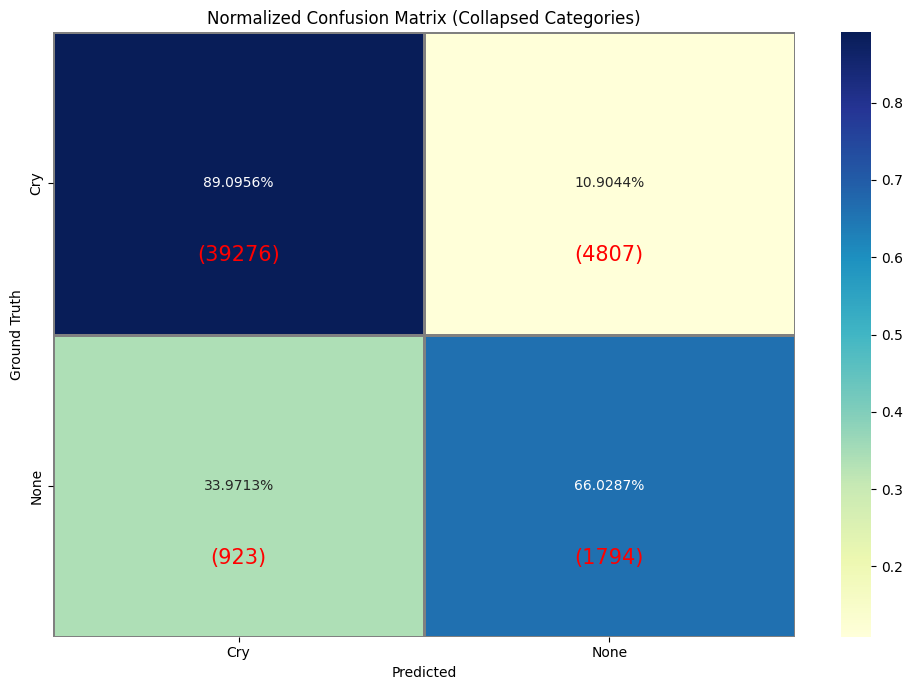 Normalized Confusion Matrix (Collapsed Categories)
Ground Truth
Cry
89.0956%
10.9044%
(39276)
(4807)
None
33.9713%
66.0287%
(923)
(1794)
Cry
None
Predicted
0.8
0.7
0.6
0.5
0.4
0.3
0.2